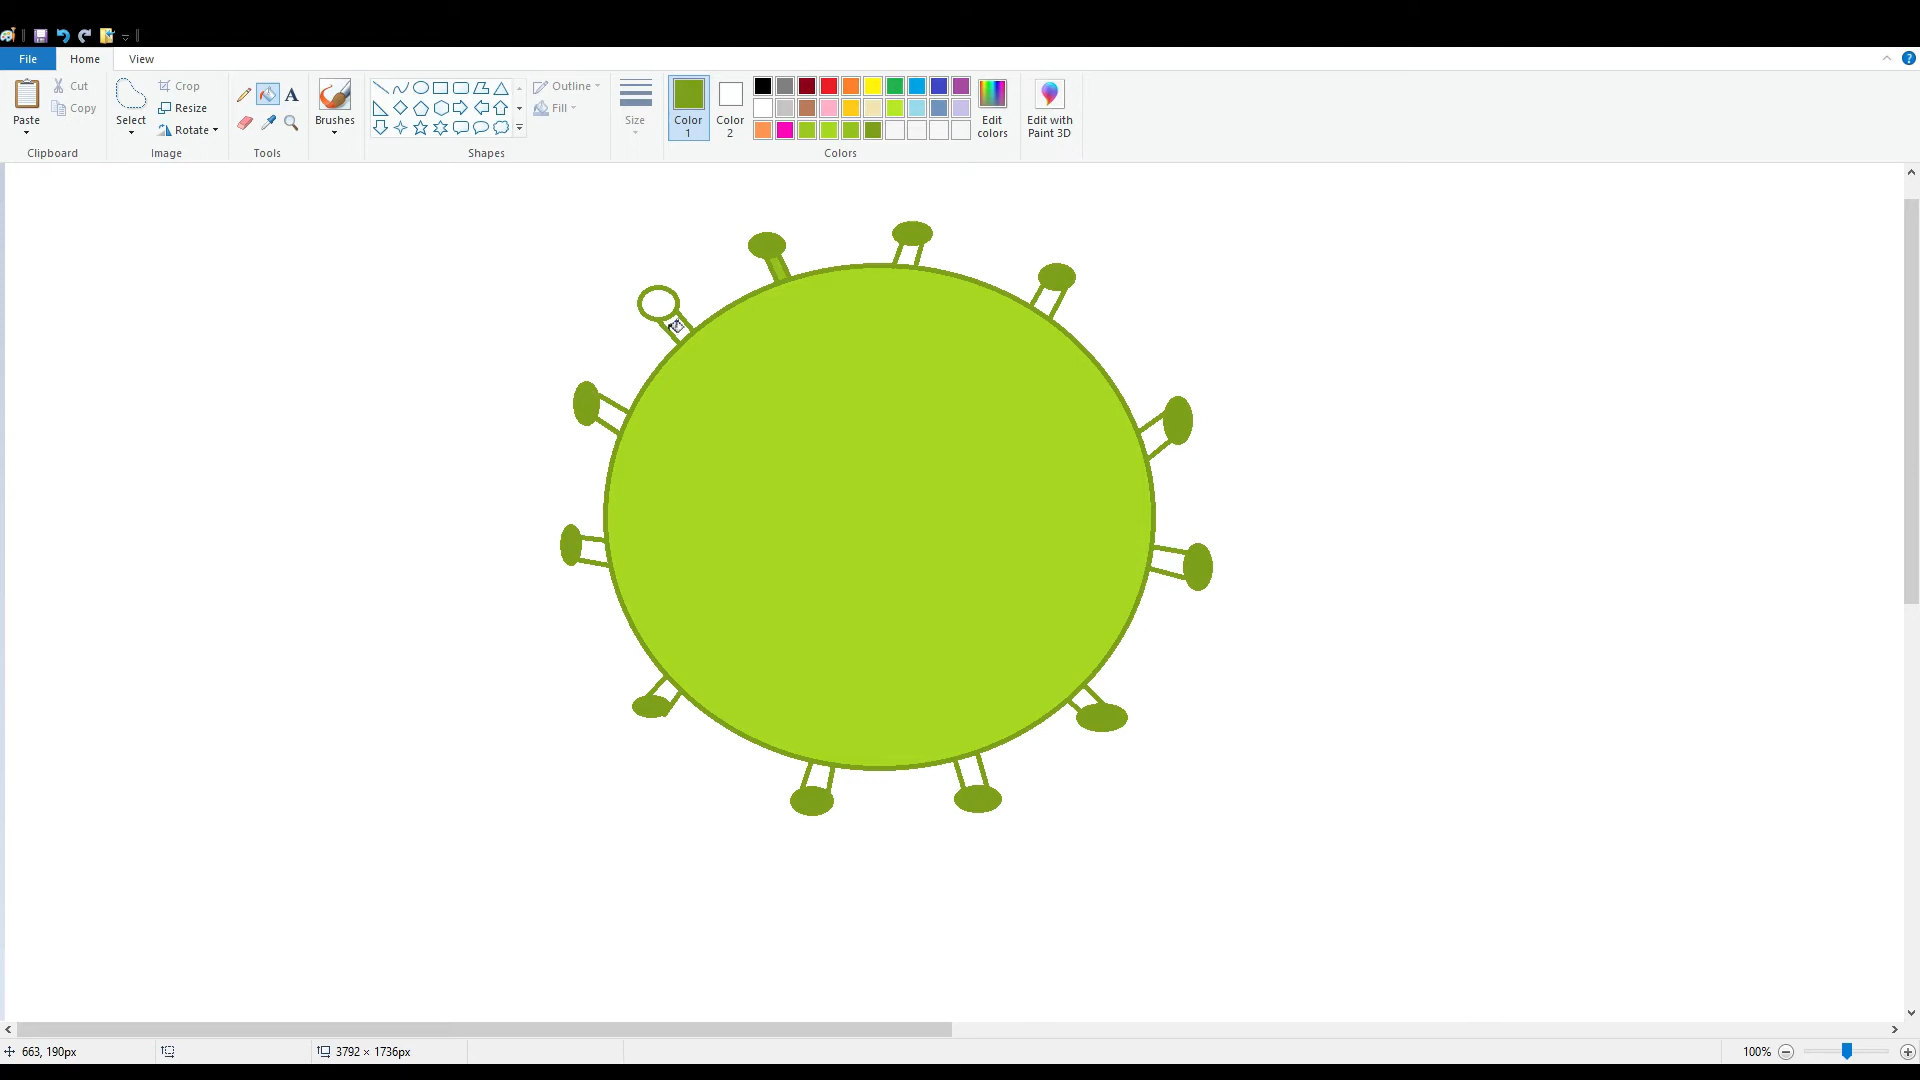 File Home View
Paste
Cut
Copy
Clipboard
Select
Crop
Resize
Rotate
Image
A
Tools
Brushes
Shapes
Outline
Fill
Size
Color
1
Color
2
Colors
Edit
colors
Edit with
Paint 3D
663, 190px
3792 × 1736px
100%